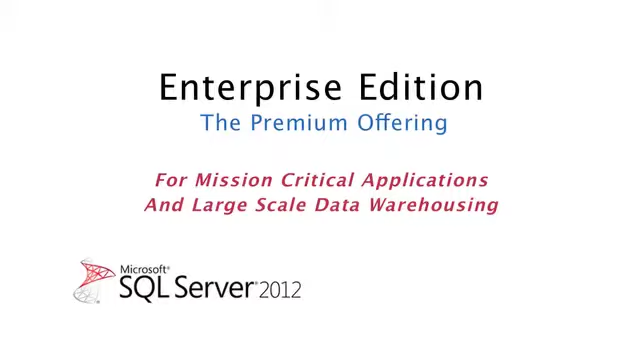 Enterprise Edition
The Premium Offering
For Mission Critical Applications
And Large Scale Data Warehousing
Microsoft®
SQL Server® 2012